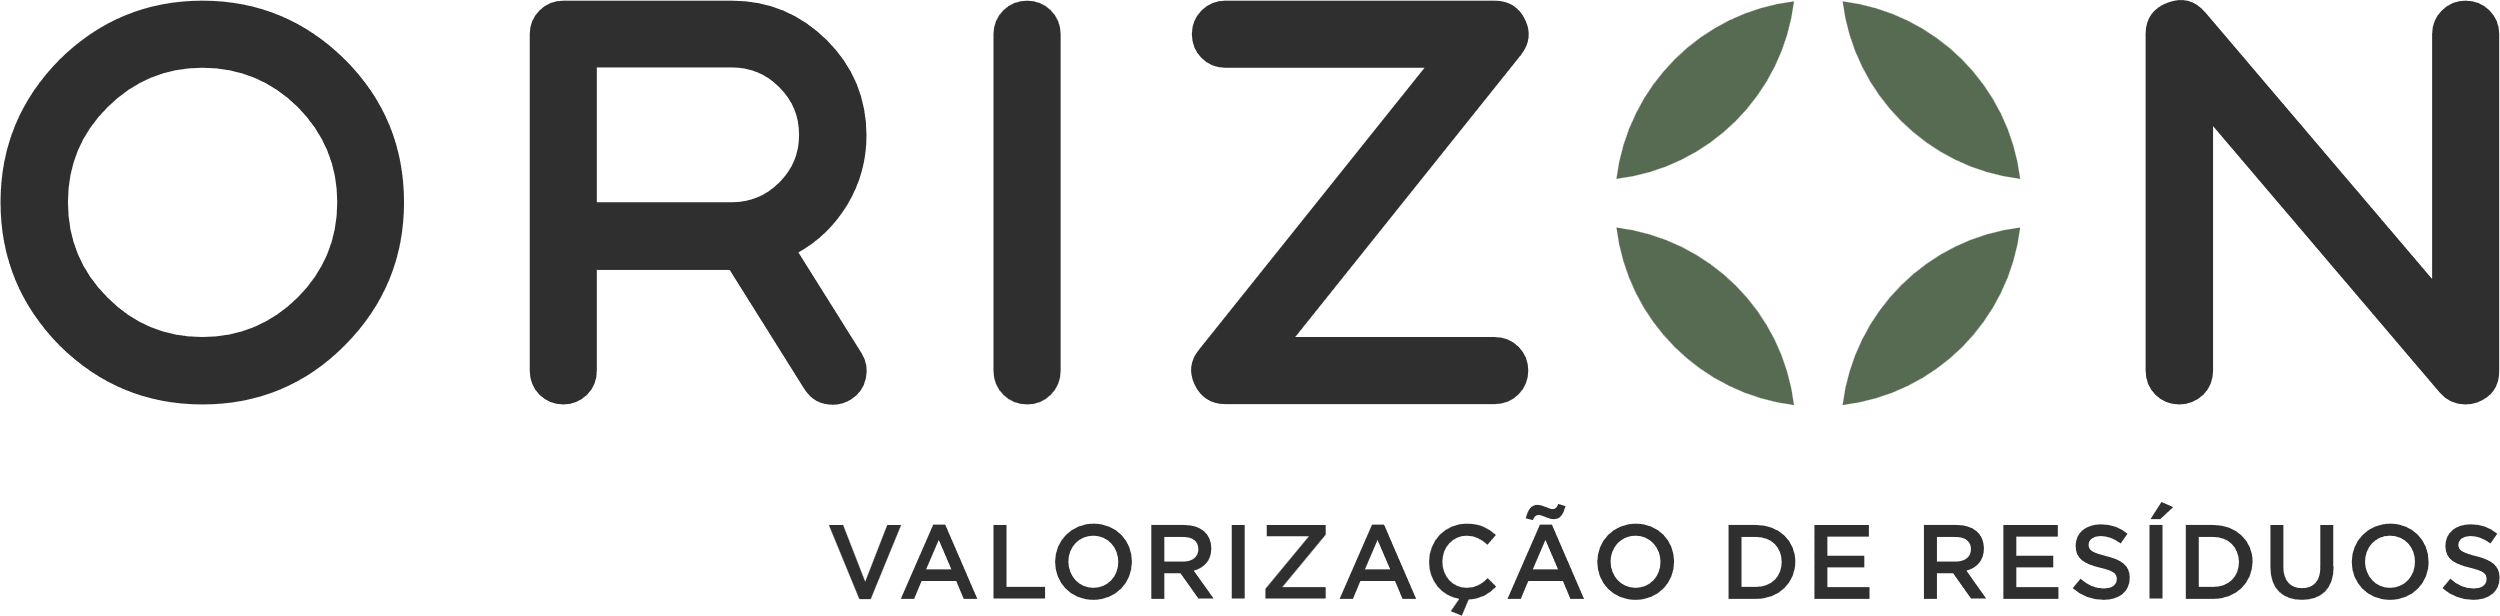 ORIZON
VALORIZAÇÃO DE RESÍDUOS